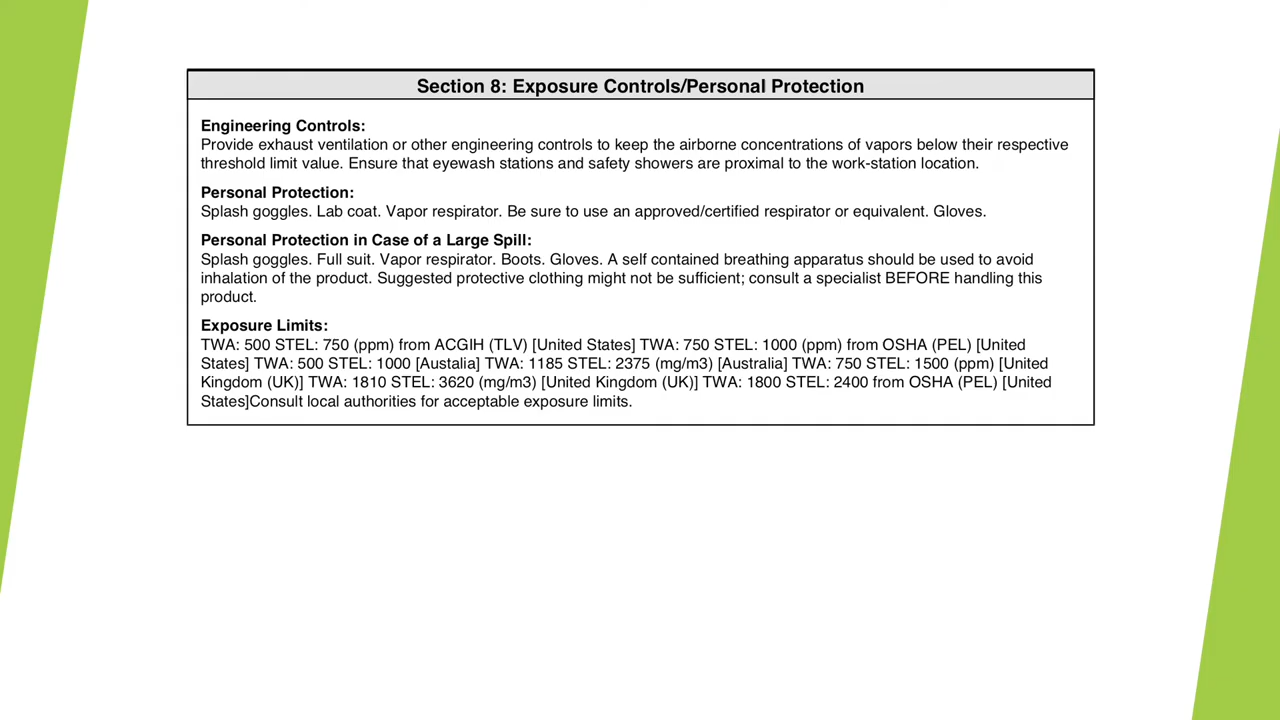 Section 8: Exposure Controls/Personal Protection
Engineering Controls:
Provide exhaust ventilation or other engineering controls to keep the airborne concentrations of vapors below their respective
threshold limit value. Ensure that eyewash stations and safety showers are proximal to the work-station location.
Personal Protection:
Splash goggles. Lab coat. Vapor respirator. Be sure to use an approved/certified respirator or equivalent. Gloves.
Personal Protection in Case of a Large Spill:
Splash goggles. Full suit. Vapor respirator. Boots. Gloves. A self contained breathing apparatus should be used to avoid
inhalation of the product. Suggested protective clothing might not be sufficient; consult a specialist BEFORE handling this
product.
Exposure Limits:
TWA: 500 STEL: 750 (ppm) from ACGIH (TLV) [United States] TWA: 750 STEL: 1000 (ppm) from OSHA (PEL) [United
States] TWA: 500 STEL: 1000 [Austalia] TWA: 1185 STEL: 2375 (mg/m3) [Australia] TWA: 750 STEL: 1500 (ppm) [United
Kingdom (UK)] TWA: 1810 STEL: 3620 (mg/m3) [United Kingdom (UK)] TWA: 1800 STEL: 2400 from OSHA (PEL) [United
States]Consult local authorities for acceptable exposure limits.